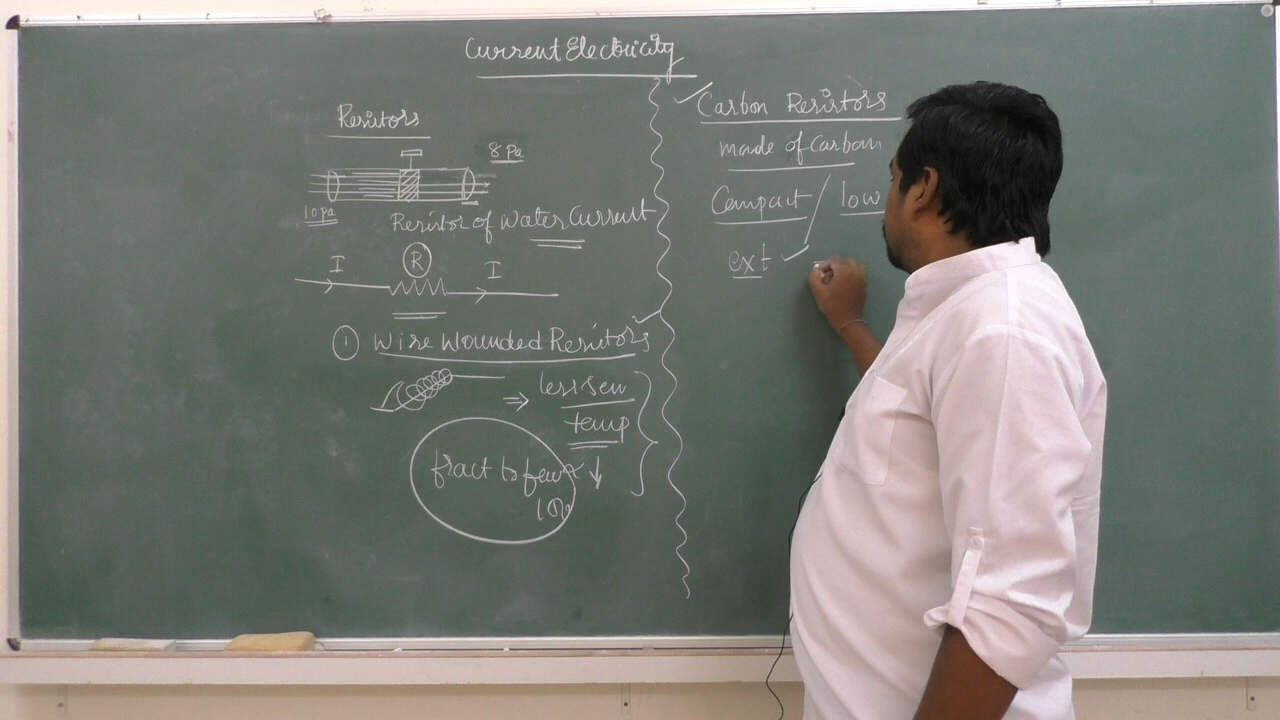 Current Electricity
Resistors
8 Pa
10 pa
Resistor of Water Current
I R I
1 Wire Wounded Resistors
⇒ less sen
temp
fract to few
Carbon Resistors
made of Carbon
Compact / low
ext